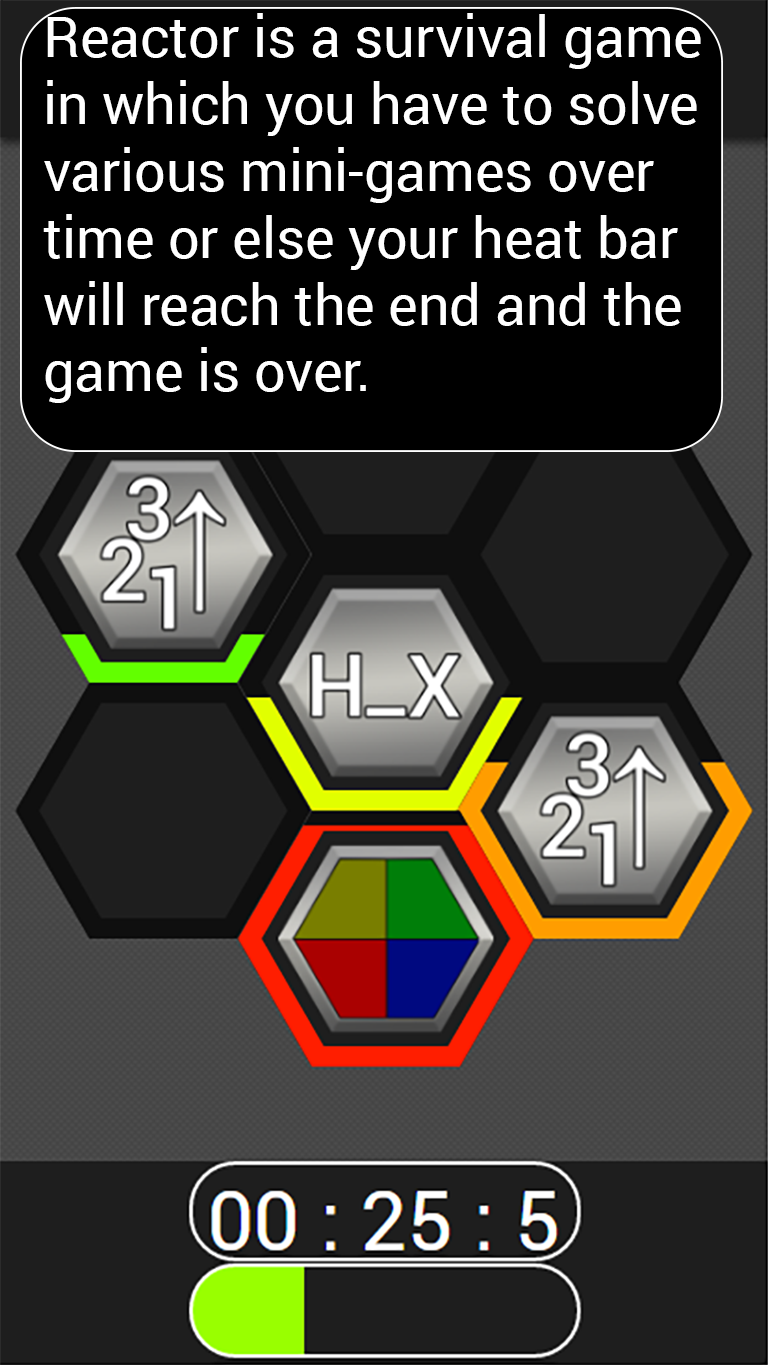 Reactor is a survival game
in which you have to solve
various mini-games over
time or else your heat bar
will reach the end and the
game is over.
3
2 1
H_X
3
2 1
00 : 25 : 5